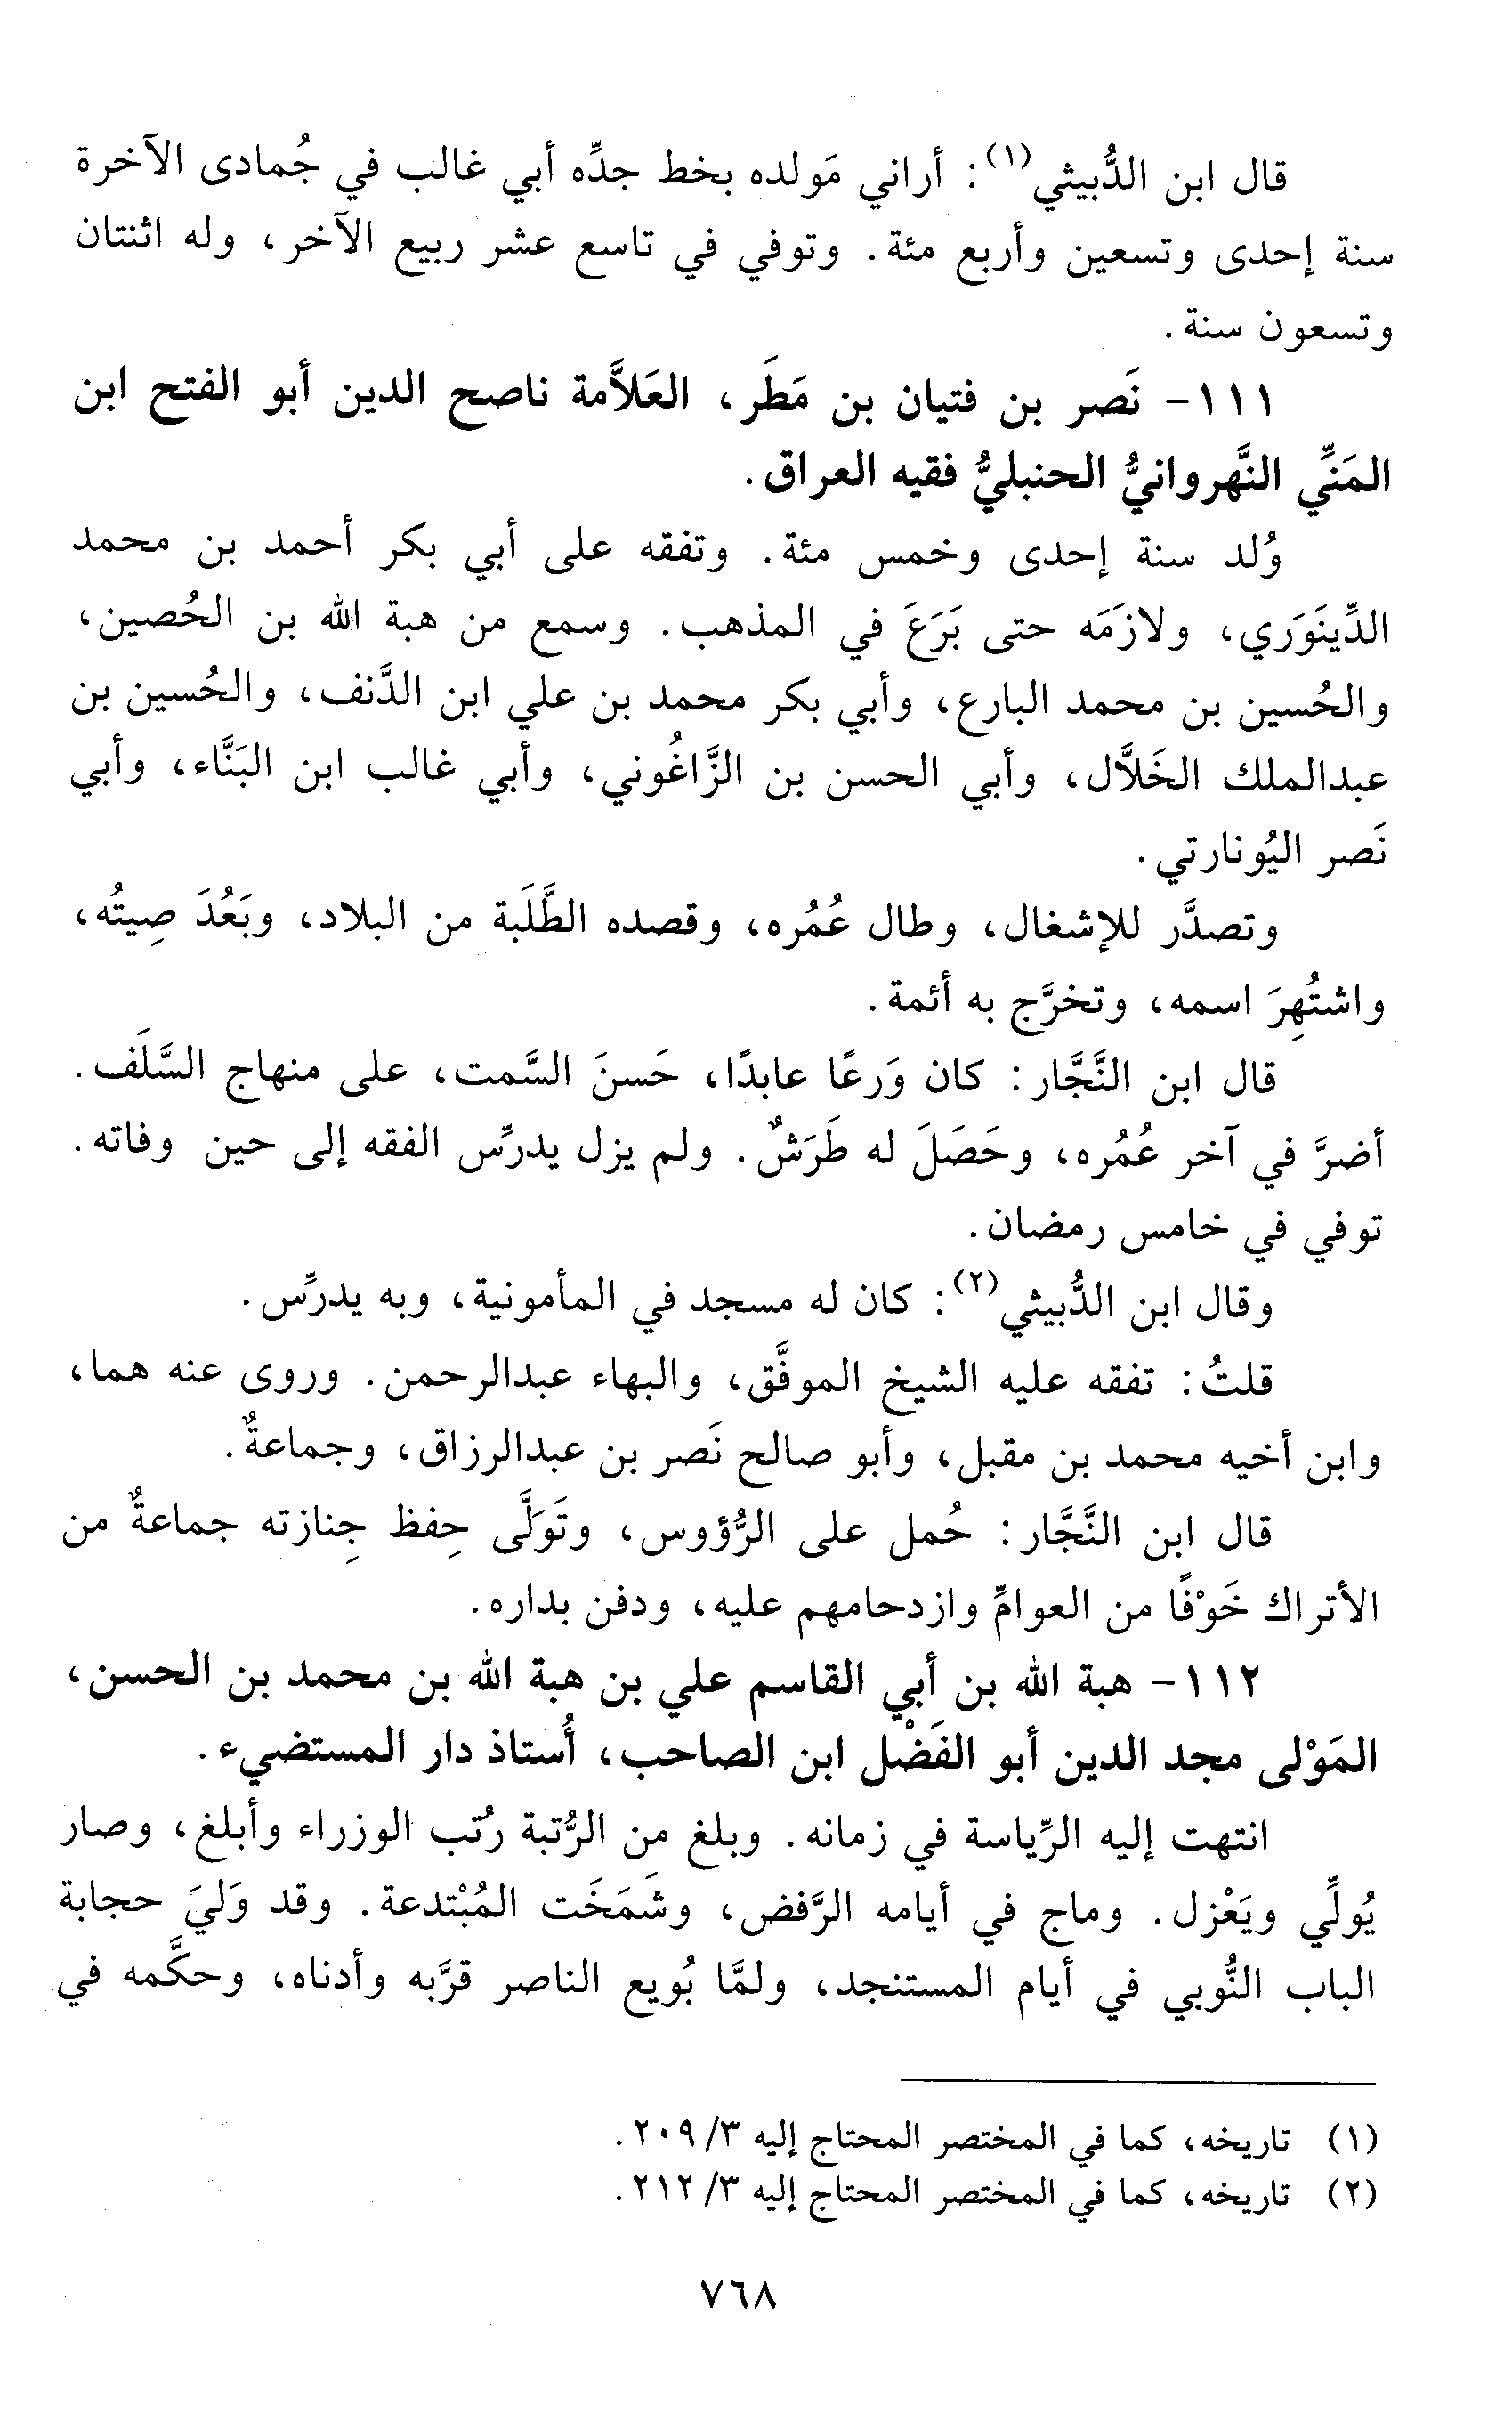 قال ابن الدُّبيثي(١): أراني مَولده بخط جدِّه أبي غالب في جُمادى الآخرة
سنة إحدى وتسعين وأربع مئة. وتوفي في تاسع عشر ربيع الآخر، وله اثنتان
وتسعون سنة.
١١١- نَصر بن فتيان بن مَطَر، العَلاَّمة ناصح الدين أبو الفتح ابن
المَنِّي النَّهروانيُّ الحنبليُّ فقيه العراق.
وُلد سنة إحدى وخمس مئة. وتفقه على أبي بكر أحمد بن محمد
الدِّينَوَري، ولازَمَه حتى بَرَعَ في المذهب. وسمع من هبة الله بن الحُصين،
والحُسين بن محمد البارع، وأبي بكر محمد بن علي ابن الدَّنف، والحُسين بن
عبدالملك الخَلاَّل، وأبي الحسن بن الزَّاغُوني، وأبي غالب ابن البَنَّاء، وأبي
نَصر اليُونارتي.
وتصدَّر للإشغال، وطال عُمُره، وقصده الطَّلَبة من البلاد، وبَعُدَ صِيتُه،
واشتُهِرَ اسمه، وتخرَّج به أئمة.
قال ابن النَّجَّار: كان وَرعًا عابدًا، حَسنَ السَّمت، على منهاج السَّلَف.
أضرَّ في آخر عُمُره، وحَصَلَ له طَرَشٌ. ولم يزل يدرِّس الفقه إلى حين وفاته.
توفي في خامس رمضان.
وقال ابن الدُّبيثي(٢): كان له مسجد في المأمونية، وبه يدرِّس.
قلتُ: تفقه عليه الشيخ الموفَّق، والبهاء عبدالرحمن. وروى عنه هما،
وابن أخيه محمد بن مقبل، وأبو صالح نَصر بن عبدالرزاق، وجماعةٌ.
قال ابن النَّجَّار: حُمل على الرُّؤوس، وتَوَلَّى حِفظ جِنازته جماعةٌ من
الأتراك خَوْفًا من العوامِّ وازدحامهم عليه، ودفن بداره.
١١٢- هبة الله بن أبي القاسم علي بن هبة الله بن محمد بن الحسن،
المَوْلى مجد الدين أبو الفَضْل ابن الصاحب، أُستاذ دار المستضيء.
انتهت إليه الرِّياسة في زمانه. وبلغ من الرُّتبة رُتب الوزراء وأبلغ، وصار
يُولِّي ويَعْزل. وماج في أيامه الرَّفض، وشَمَخَت المُبْتدعة. وقد وَليَ حجابة
الباب النُّوبي في أيام المستنجد، ولمَّا بُويع الناصر قرَّبه وأدناه، وحكَّمه في
(١) تاريخه، كما في المختصر المحتاج إليه ٣/ ٢٠٩.
(٢) تاريخه، كما في المختصر المحتاج إليه ٣/ ٢١٢.
٧٦٨